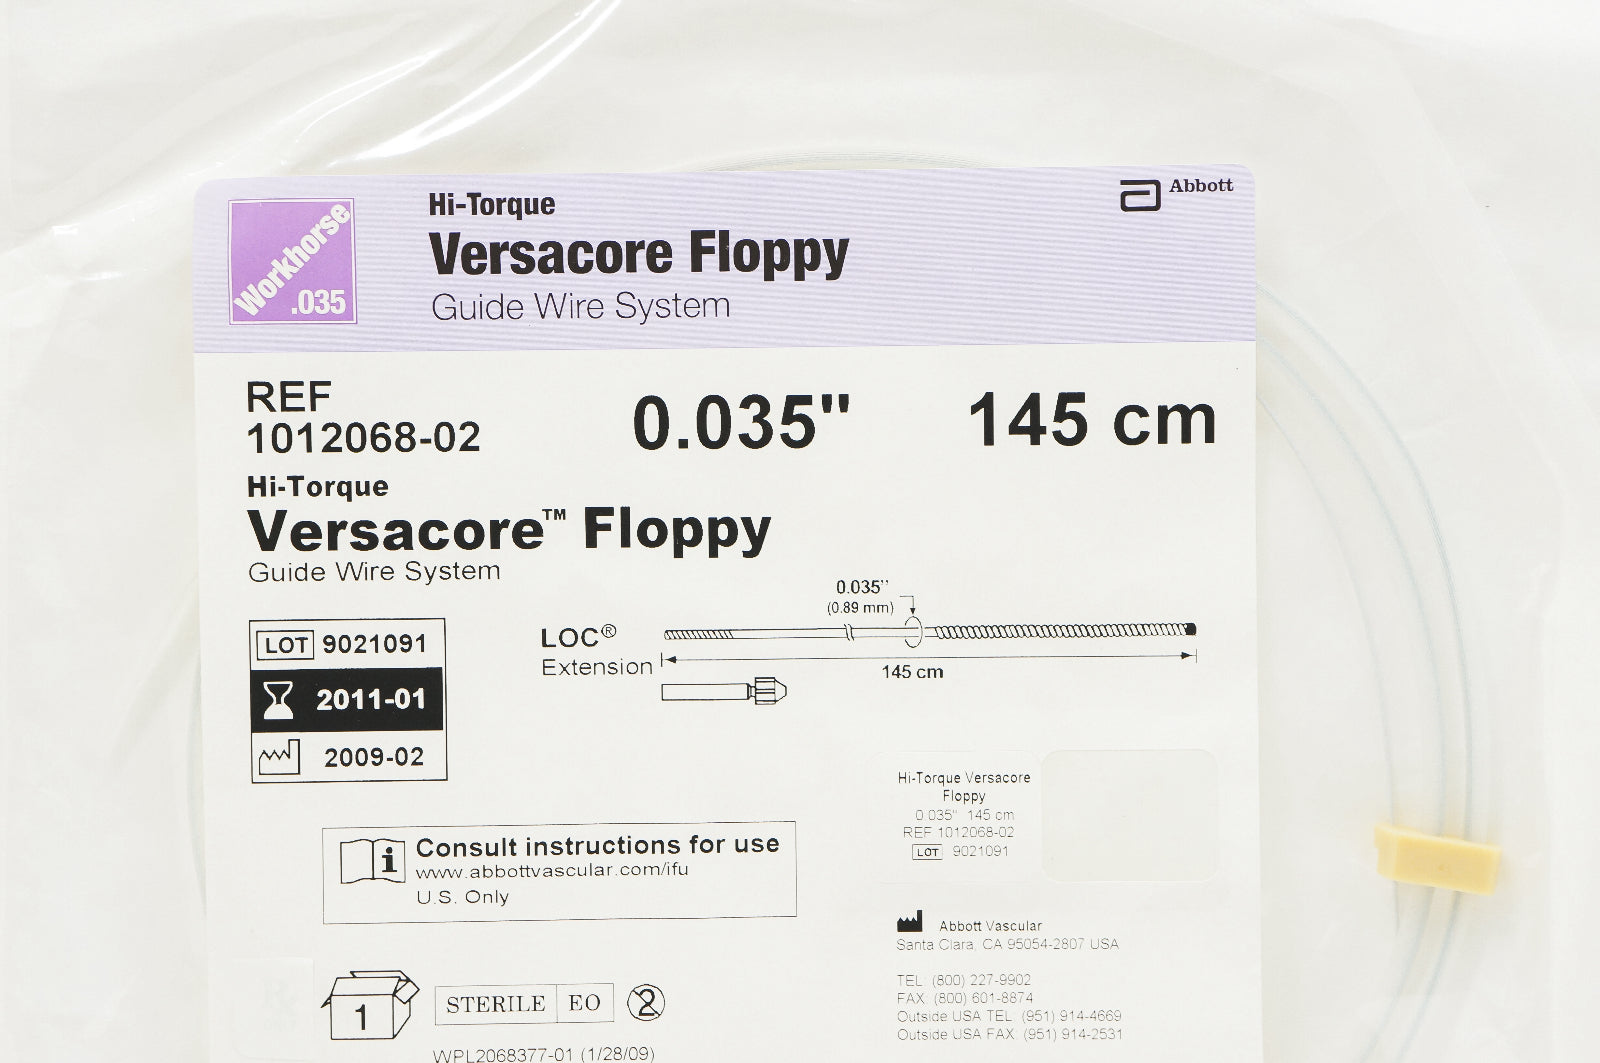 Workhorse
.035
Hi-Torque
Versacore Floppy
Guide Wire System
Abbott
REF
1012068-02
0.035"
145 cm
Hi-Torque
Versacore™ Floppy
Guide Wire System
LOT 9021091
2011-01
2009-02
LOC®
Extension
0.035"
(0.89 mm)
145 cm
Hi-Torque Versacore
Floppy
0.035" 145 cm
REF 1012068-02
LOT 9021091
i
Consult instructions for use
www.abbottvascular.com/ifu
U.S. Only
Abbott Vascular
Santa Clara, CA 95054-2807 USA
TEL: (800) 227-9902
FAX: (800) 601-8874
Outside USA TEL: (951) 914-4669
Outside USA FAX: (951) 914-2531
1
STERILE EO
2
WPL2068377-01 (1/28/09)